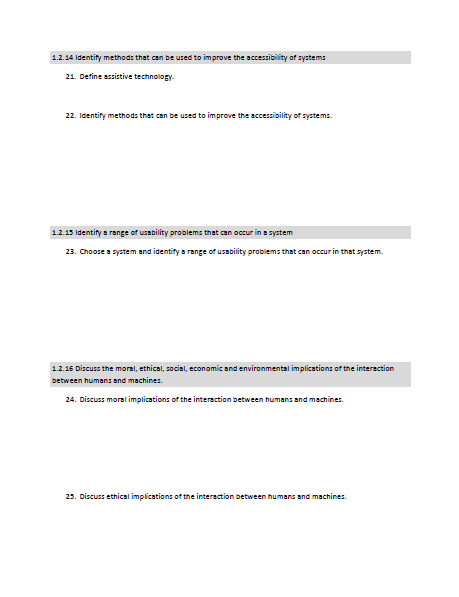 1.2.14 Identify methods that can be used to improve the accessibility of systems
21. Define assistive technology.
22. Identify methods that can be used to improve the accessibility of systems.
1.2.15 Identify a range of usability problems that can occur in a system
23. Choose a system and identify a range of usability problems that can occur in that system.
1.2.16 Discuss the moral, ethical, social, economic and environmental implications of the interaction
between humans and machines.
24. Discuss moral implications of the interaction between humans and machines.
25. Discuss ethical implications of the interaction between humans and machines.